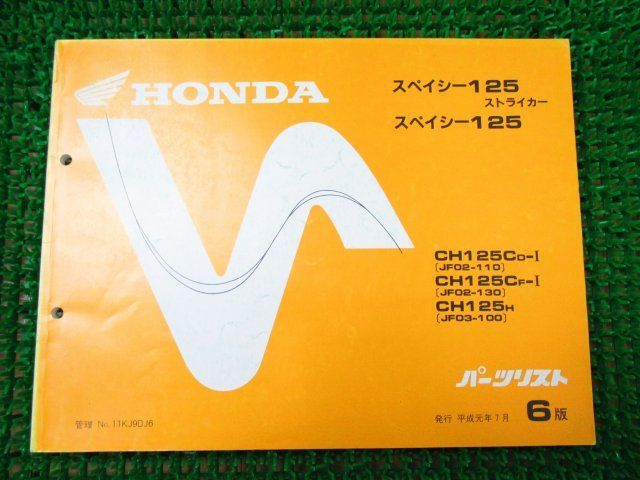 HONDA
スペイシー125
ストライカー
スペイシー125
CH125CD-I
〔JF02-110〕
CH125CF-I
〔JF02-130〕
CH125H
〔JF03-100〕
パーツリスト
管理 No.11KJ9DJ6
発行 平成元年7月 6版